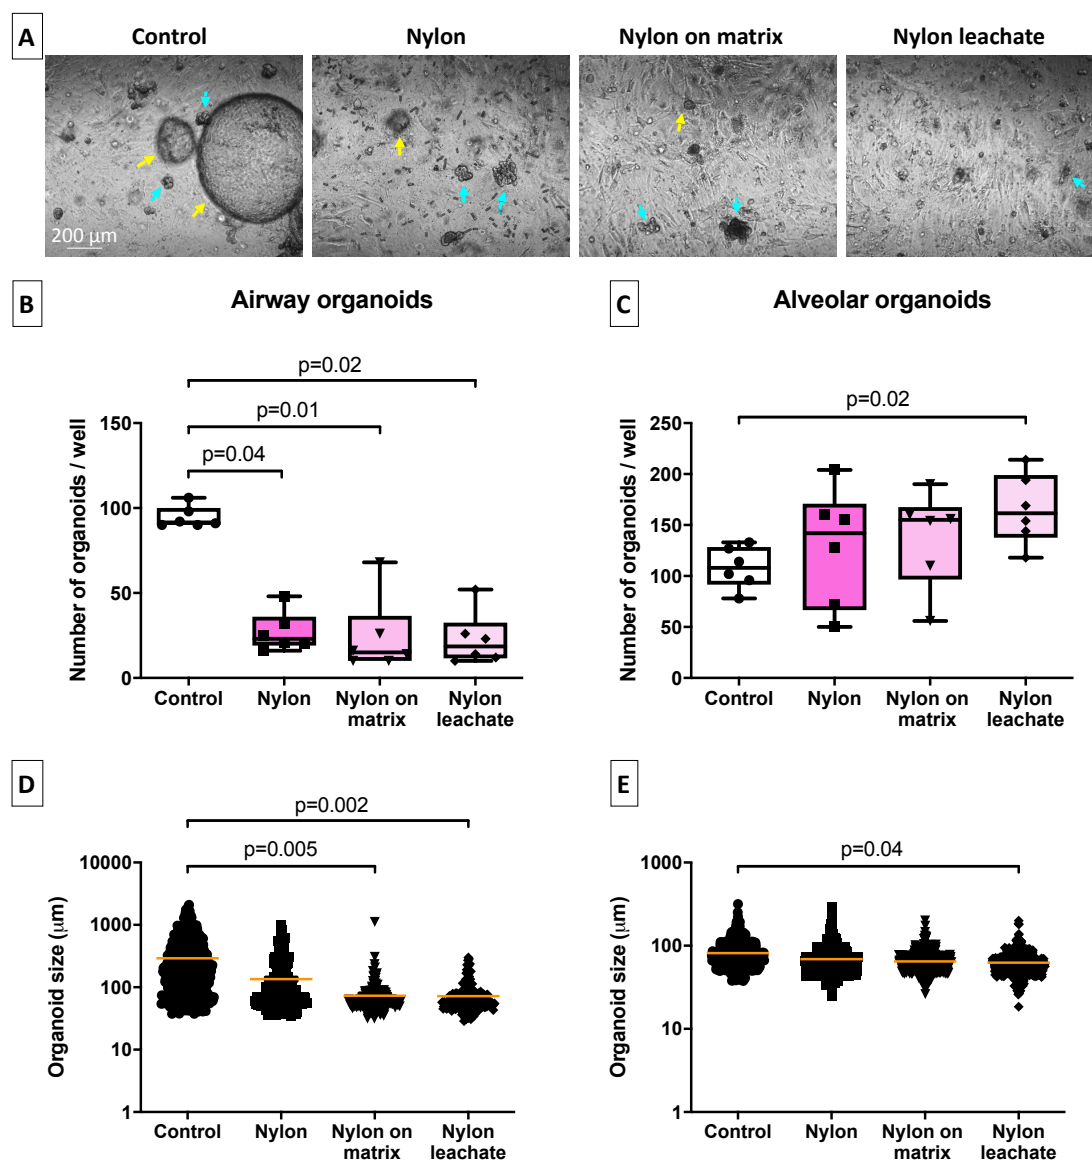 A
Control
Nylon
Nylon on matrix
Nylon leachate
200 µm
B
Airway organoids
p=0.02
p=0.01
p=0.04
Number of organoids / well
150
100
50
0
Control
Nylon
Nylon on
matrix
Nylon
leachate
C
Alveolar organoids
p=0.02
Number of organoids / well
250
200
150
100
50
0
Control
Nylon
Nylon on
matrix
Nylon
leachate
D
p=0.002
p=0.005
Organoid size (µm)
10000
1000
100
10
1
Control
Nylon
Nylon on
matrix
Nylon
leachate
E
p=0.04
Organoid size (µm)
1000
100
10
1
Control
Nylon
Nylon on
matrix
Nylon
leachate